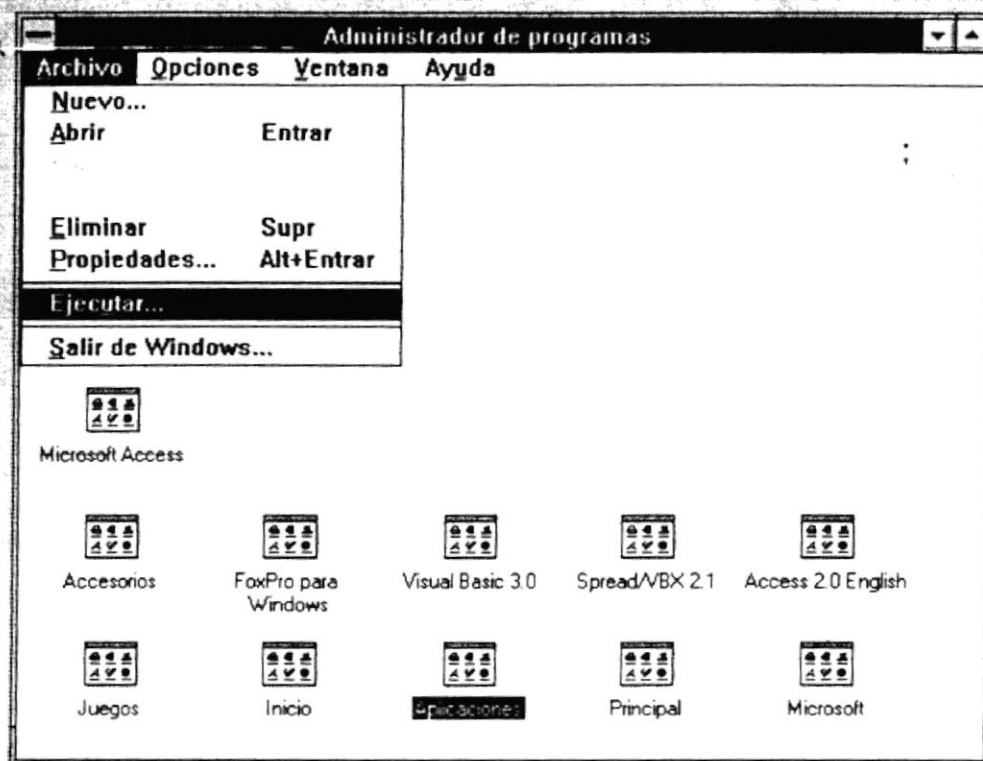 Administrador de programas
Archivo Opciones Ventana Ayuda
Nuevo...
Abrir Entrar
Eliminar Supr
Propiedades... Alt+Entrar
Ejecutar...
Salir de Windows...
Microsoft Access
Accesorios FoxPro para Windows Visual Basic 3.0 Spread/VBX 2.1 Access 2.0 English
Juegos Inicio Aplicaciones Principal Microsoft